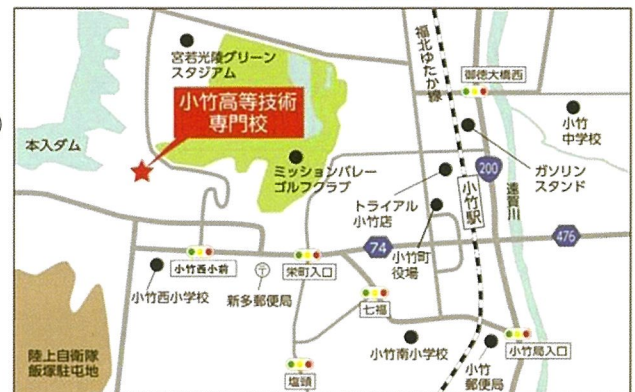 宮若光陵グリーン
スタジアム
福北ゆたか線
御徳大橋西
小竹高等技術
専門校
小竹
中学校
本入ダム
ミッションバレー
ゴルフクラブ
ガソリン
スタンド
トライアル
小竹店
小竹駅
200
遠賀川
小竹町
役場
74
476
小竹西小前
栄町入口
小竹西小学校
新多郵便局
七福
陸上自衛隊
飯塚駐屯地
小竹南小学校
小竹局入口
小竹
郵便局
塩頭